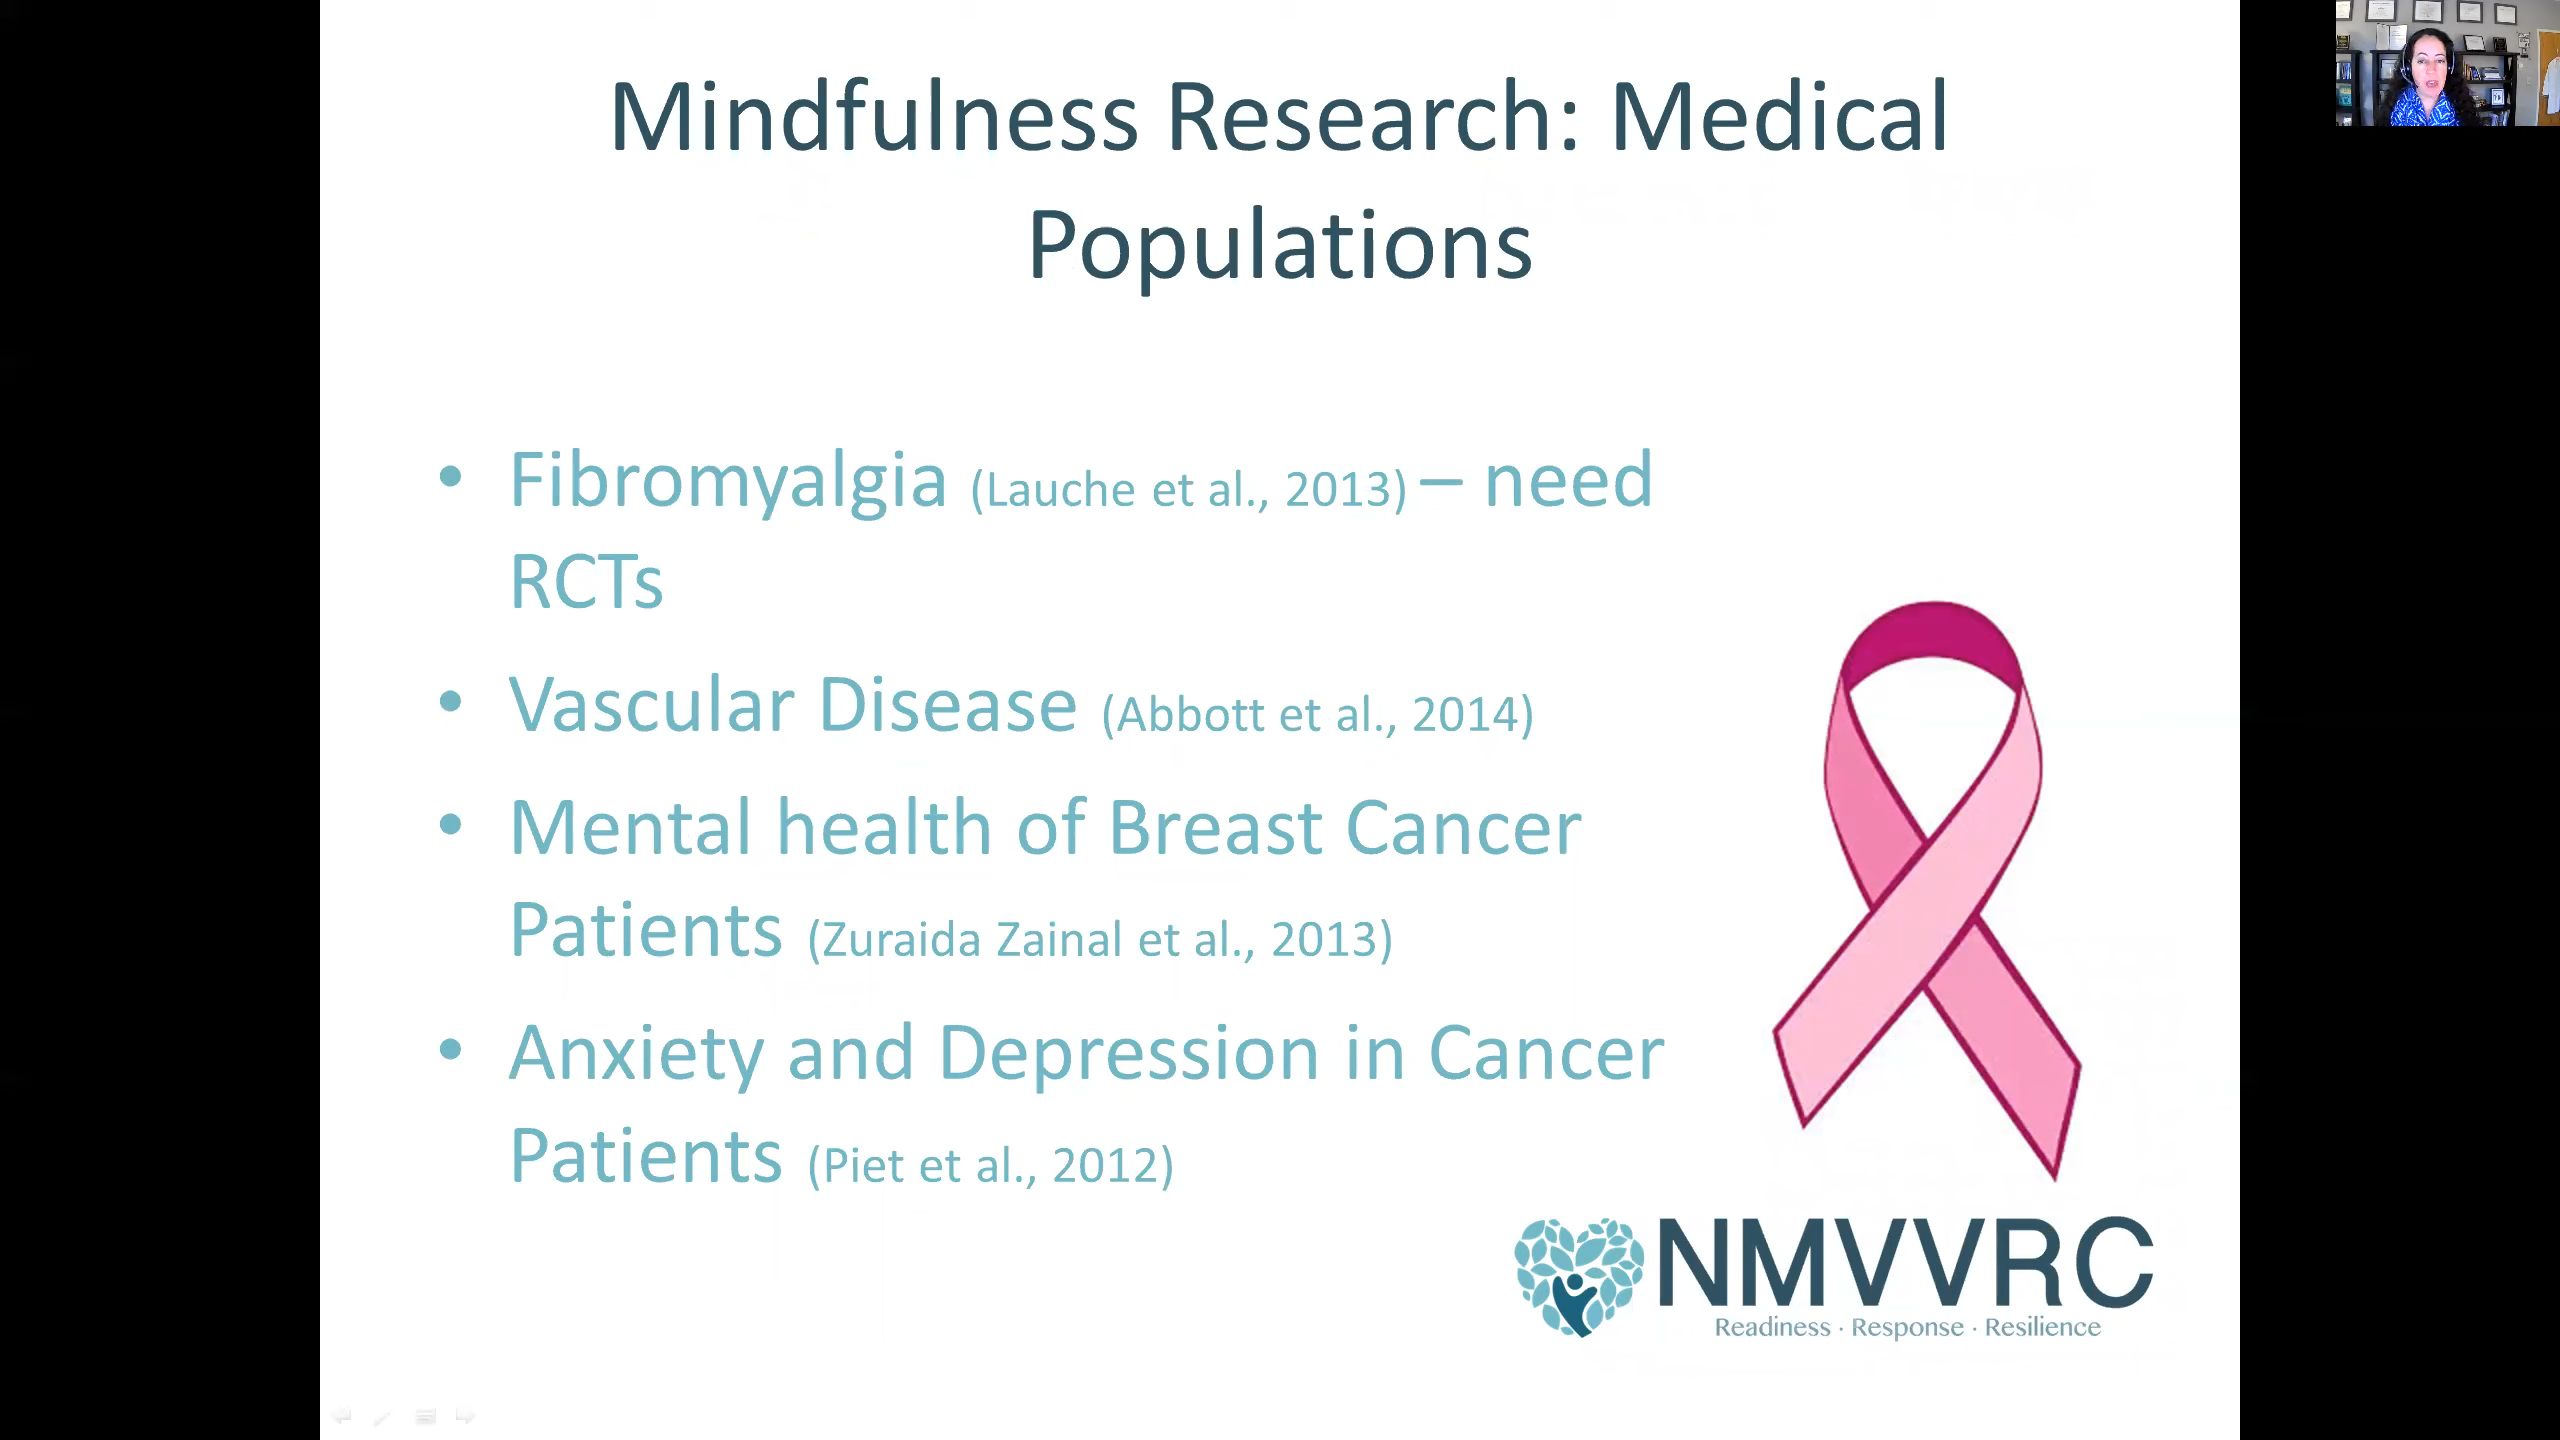 Mindfulness Research: Medical
Populations
• Fibromyalgia (Lauche et al., 2013) – need
RCTs
• Vascular Disease (Abbott et al., 2014)
• Mental health of Breast Cancer
Patients (Zuraida Zainal et al., 2013)
• Anxiety and Depression in Cancer
Patients (Piet et al., 2012)
NMVVRC
Readiness · Response · Resilience